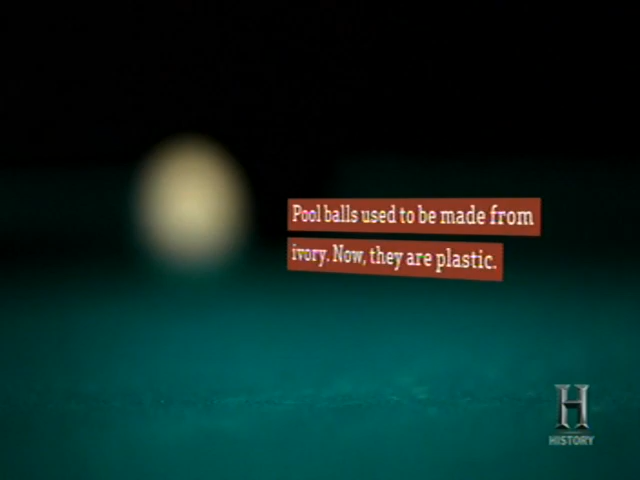 Pool balls used to be made from
ivory. Now, they are plastic.
H
HISTORY